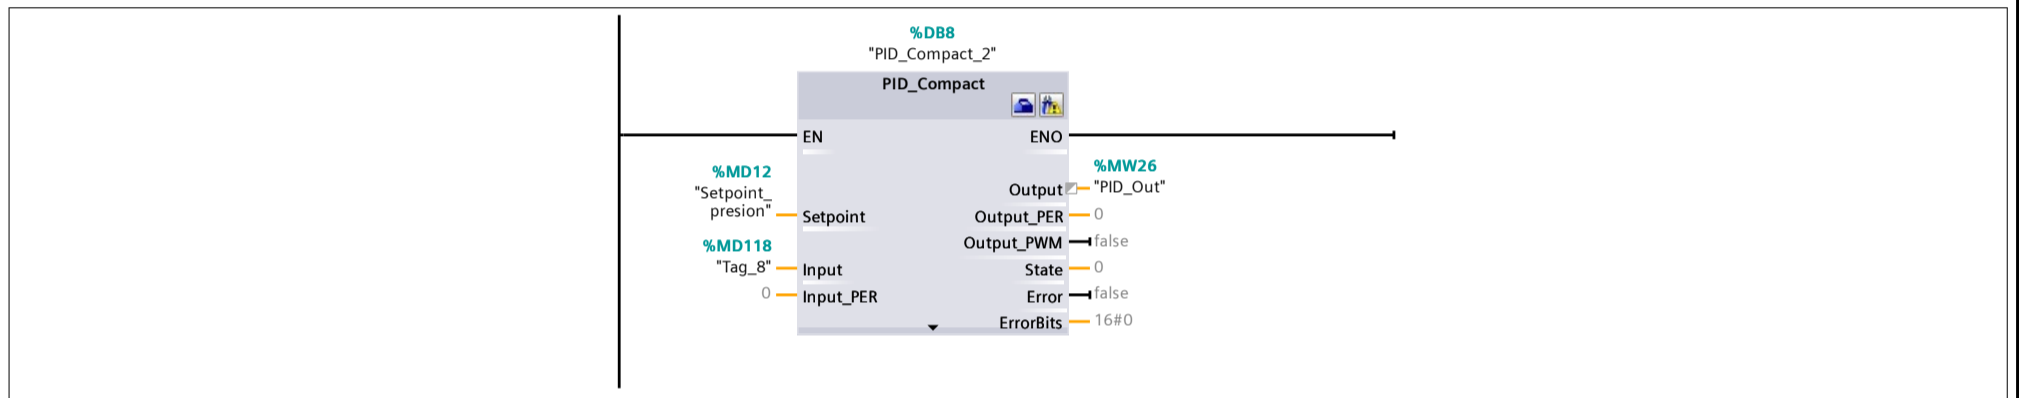 %DB8
"PID_Compact_2"
PID_Compact
EN
ENO
%MD12
"Setpoint_
presion"
Setpoint
%MD118
"Tag_8"
Input
0
Input_PER
%MW26
Output
"PID_Out"
Output_PER
0
Output_PWM
false
State
0
Error
false
ErrorBits
16#0